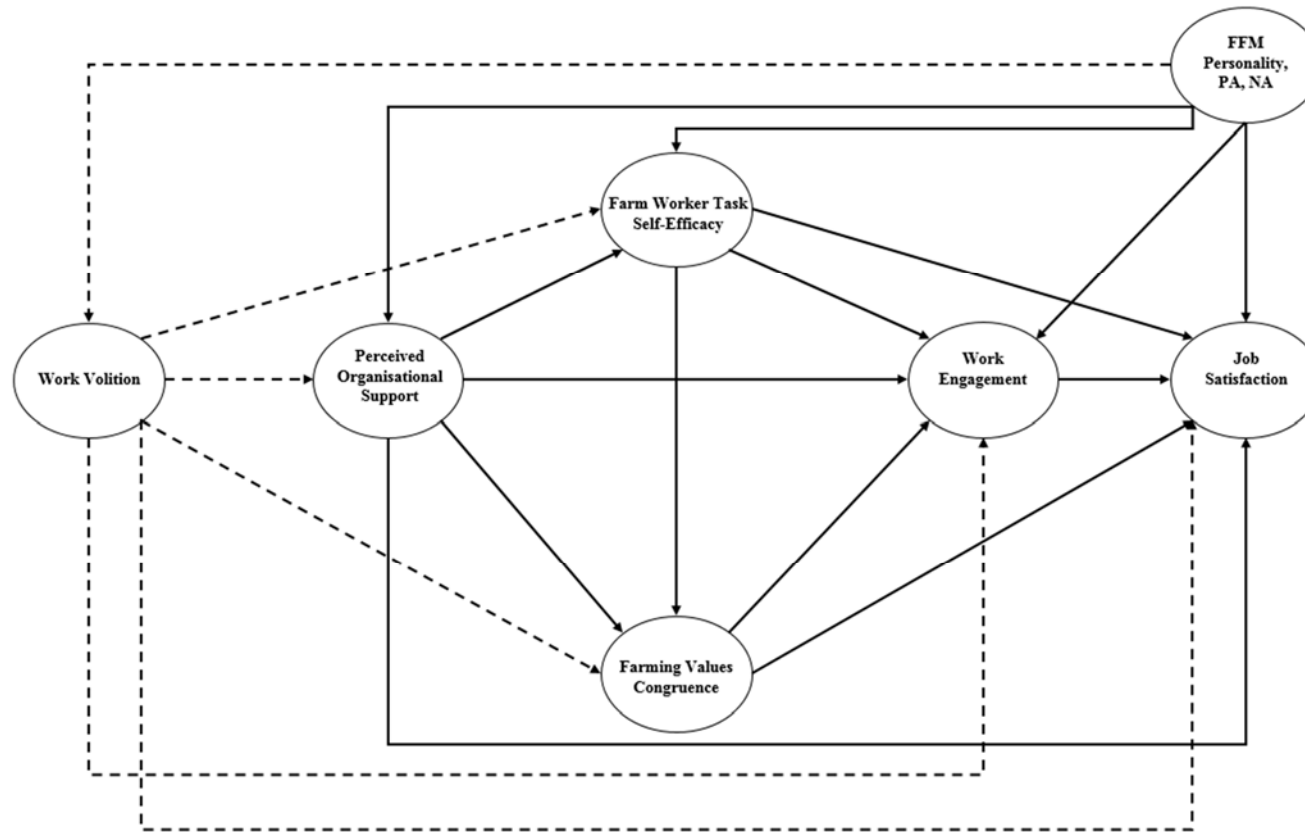 FFM
Personality,
PA, NA
Farm Worker Task
Self-Efficacy
Work Volition
Perceived
Organisational
Support
Work
Engagement
Job
Satisfaction
Farming Values
Congruence